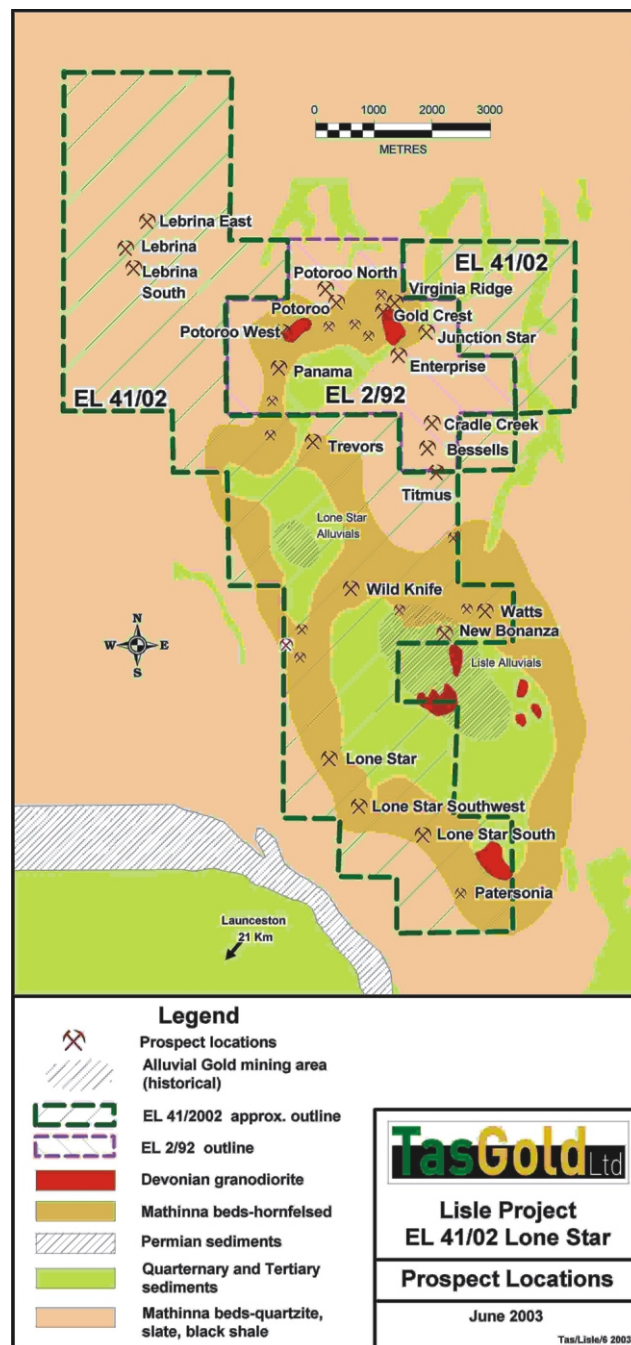 0 1000 2000 3000
METRES
Lebrina East
Lebrina
Lebrina
South
EL 41/02
Potoroo North
Virginia Ridge
Potoroo
Gold Crest
Potoroo West
Junction Star
Enterprise
Panama
EL 41/02
EL 2/92
Cradle Creek
Trevors
Bessells
Titmus
Lone Star
Alluvials
Wild Knife
Watts
New Bonanza
N
W E
S
Lisle Alluvials
Lone Star
Lone Star Southwest
Lone Star South
Patersonia
Launceston
21 Km
Legend
Prospect locations
Alluvial Gold mining area
(historical)
EL 41/2002 approx. outline
EL 2/92 outline
Devonian granodiorite
Mathinna beds-hornfelsed
Permian sediments
Quarternary and Tertiary
sediments
Mathinna beds-quartzite,
slate, black shale
TasGold Ltd
Lisle Project
EL 41/02 Lone Star
Prospect Locations
June 2003
Tas/Lisle/6 2003